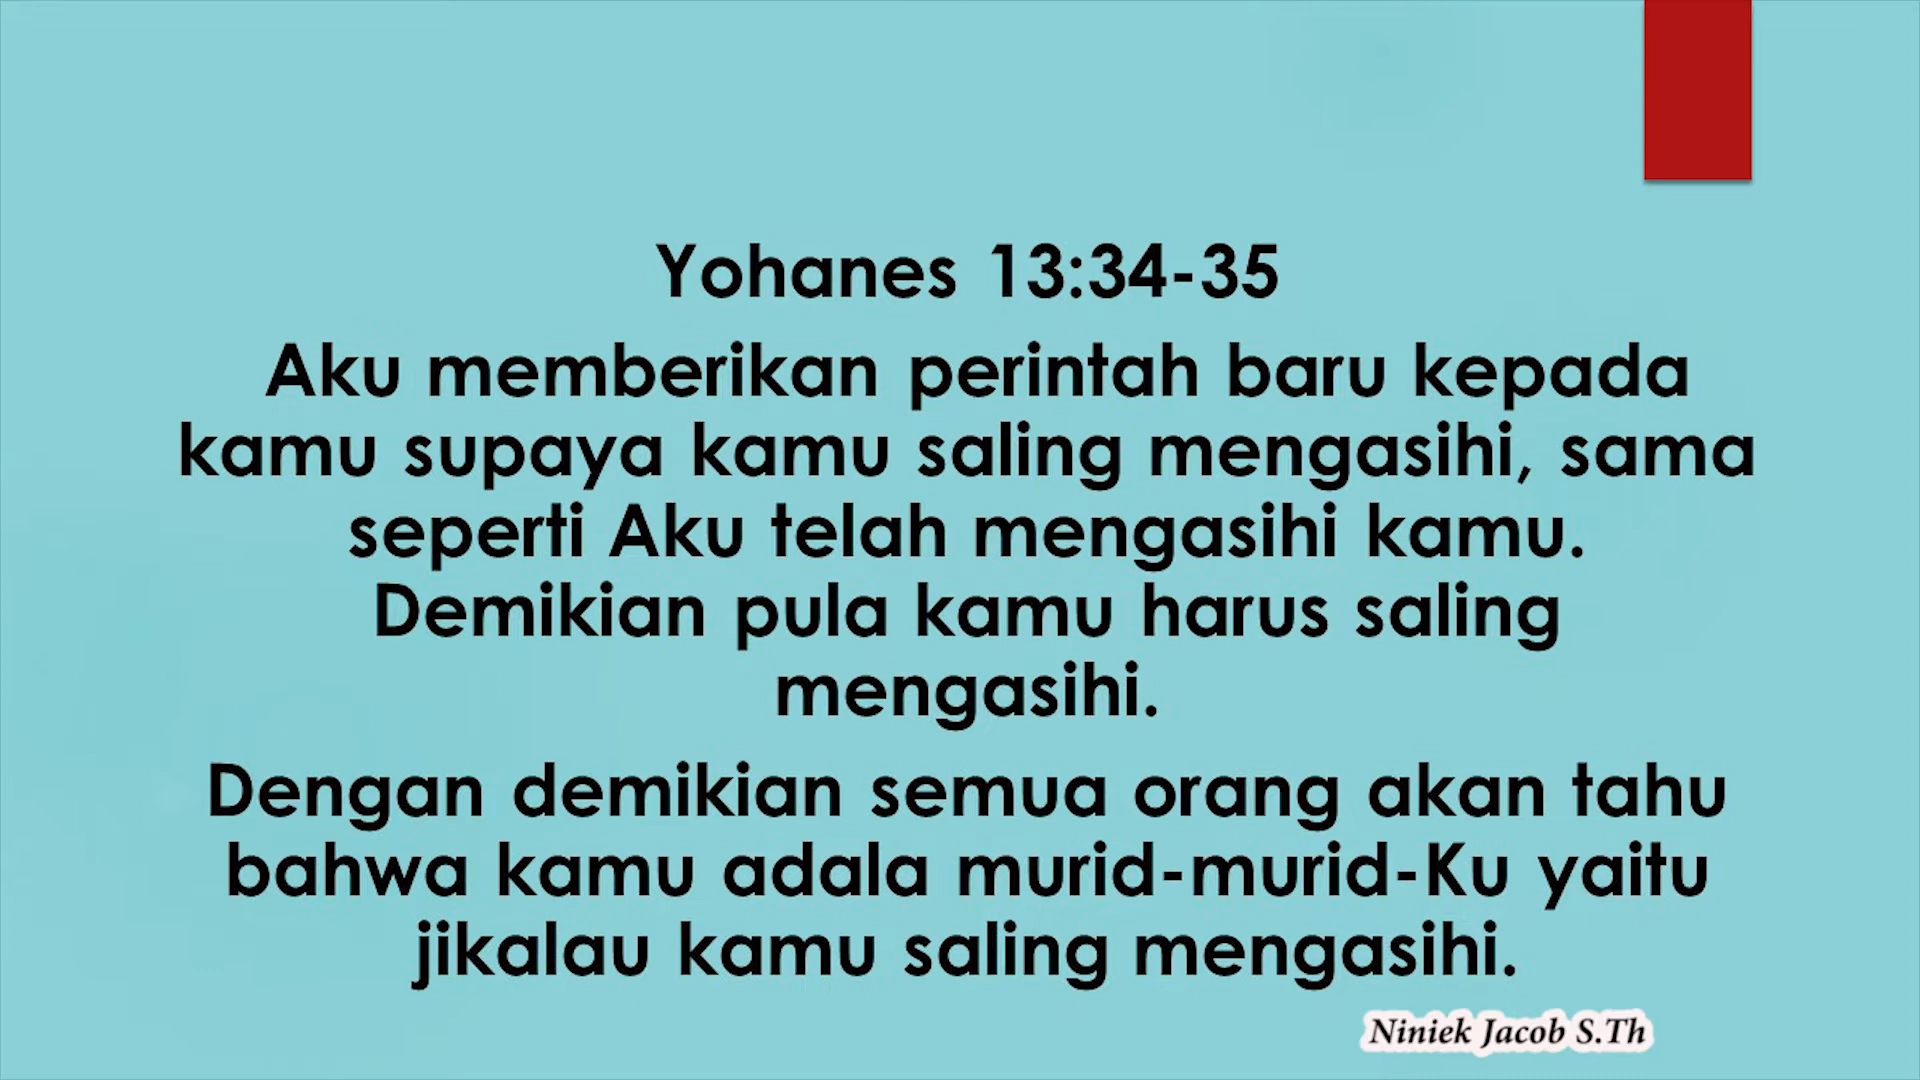 Yohanes 13:34-35
Aku memberikan perintah baru kepada
kamu supaya kamu saling mengasihi, sama
seperti Aku telah mengasihi kamu.
Demikian pula kamu harus saling
mengasihi.
Dengan demikian semua orang akan tahu
bahwa kamu adala murid-murid-Ku yaitu
jikalau kamu saling mengasihi.
Niniek Jacob S.Th